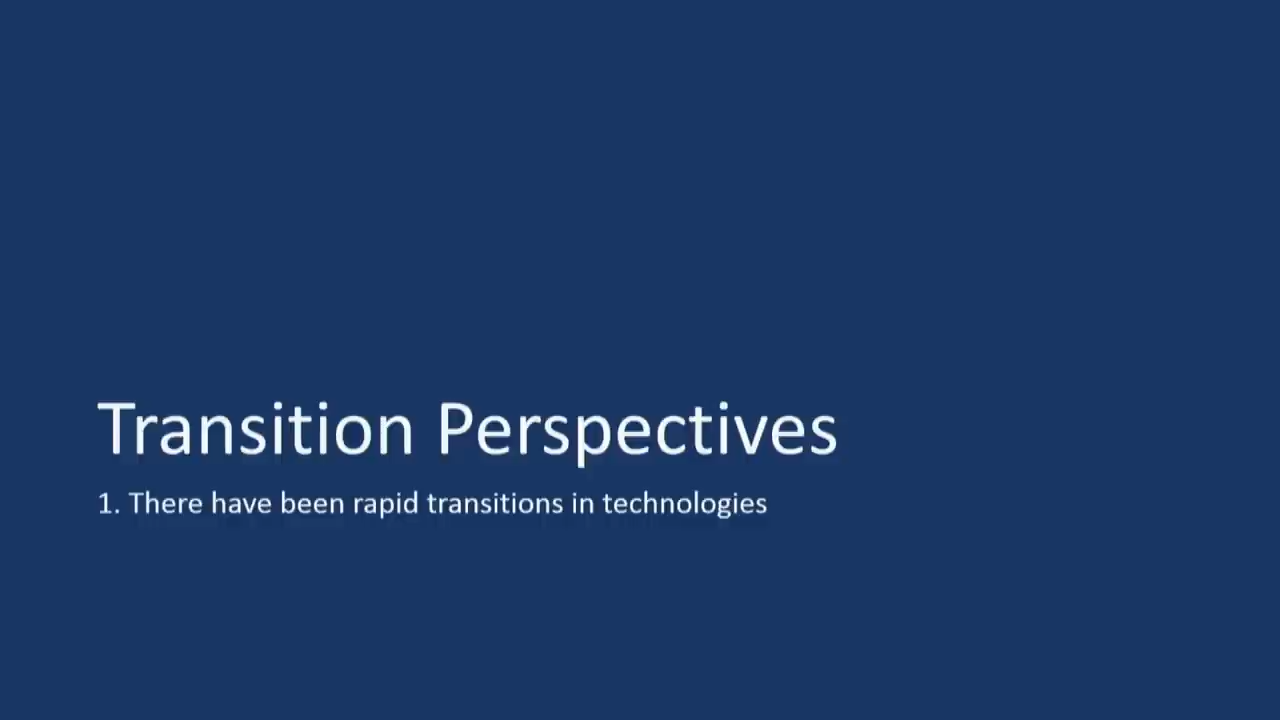 Transition Perspectives
1. There have been rapid transitions in technologies